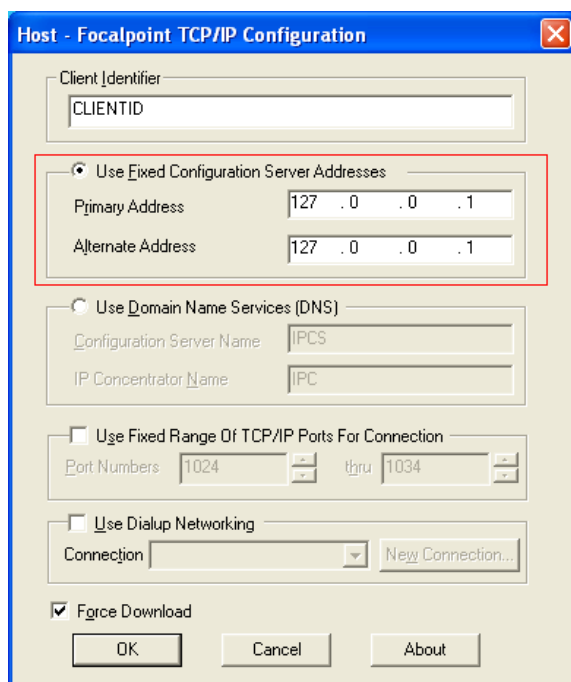 Host - Focalpoint TCP/IP Configuration
Client Identifier
CLIENTID
Use Fixed Configuration Server Addresses
Primary Address 127 . 0 . 0 . 1
Alternate Address 127 . 0 . 0 . 1
Use Domain Name Services (DNS)
Configuration Server Name IPCS
IP Concentrator Name IPC
Use Fixed Range Of TCP/IP Ports For Connection
Port Numbers 1024 thru 1034
Use Dialup Networking
Connection New Connection...
Force Download
OK Cancel About